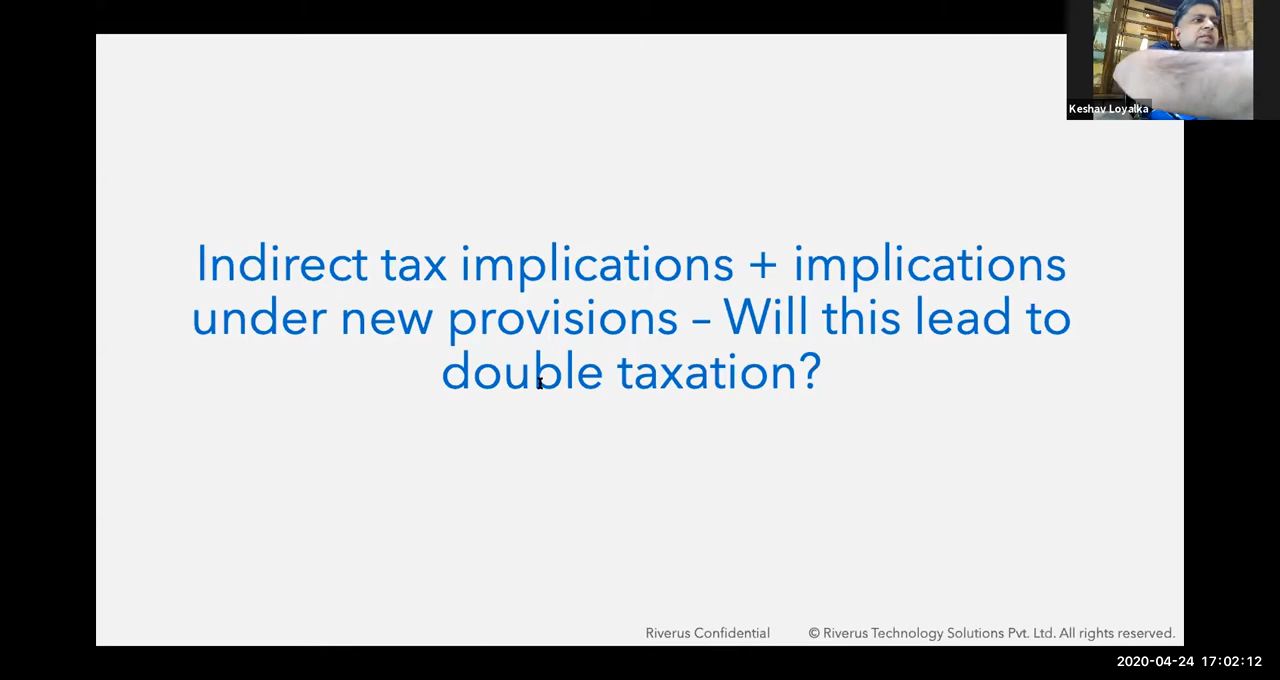 Keshav Loyalka
Indirect tax implications + implications
under new provisions – Will this lead to
double taxation?
Riverus Confidential © Riverus Technology Solutions Pvt. Ltd. All rights reserved.
2020-04-24 17:02:12